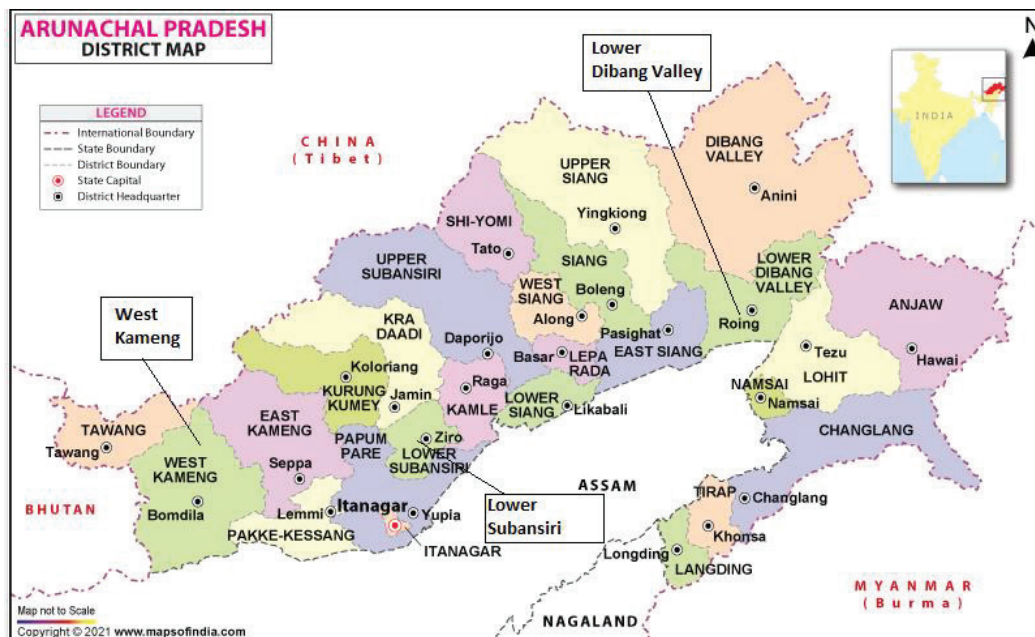 ARUNACHAL PRADESH
DISTRICT MAP
N
LEGEND
International Boundary
State Boundary
District Boundary
State Capital
District Headquarter
Lower
Dibang Valley
INDIA
CHINA
(Tibet)
DIBANG
VALLEY
Anini
UPPER
SIANG
Yingkiong
SHI-YOMI
Tato
UPPER
SUBANSIRI
SIANG
Boleng
LOWER
DIBANG
VALLEY
Roing
WEST
SIANG
Along
ANJAW
Hawai
West
Kameng
KRA
DAADI
Daporijo
Pasighat
EAST SIANG
Tezu
LOHIT
Basar
LEPA
RADA
Koloriang
KURUNG
KUMEY
Jamin
Raga
KAMLE
LOWER
SIANG
Likabali
NAMSAI
Namsai
TAWANG
Tawang
EAST
KAMENG
Seppa
PAPUM
PARE
Ziro
LOWER
SUBANSIRI
CHANGLANG
WEST
KAMENG
Bomdila
BHUTAN
ASSAM
TIRAP
Changlang
Lemmi
Itanagar
Yupia
Lower
Subansiri
Khonsa
PAKKE-KESSANG
ITANAGAR
Longding
LANGDING
MYANMAR
(Burma)
NAGALAND
Map not to Scale
Copyright © 2021 www.mapsofindia.com